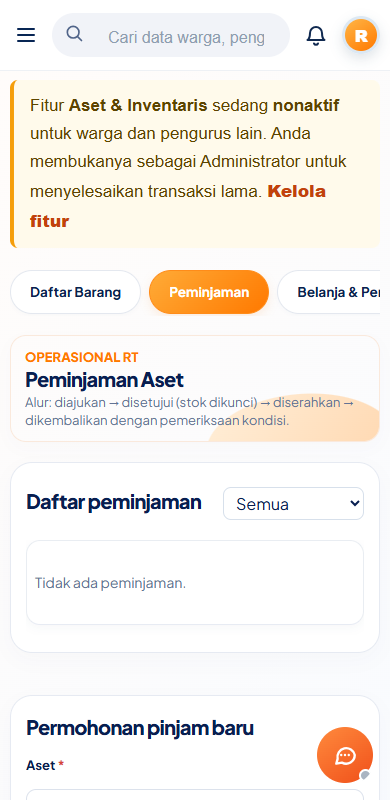 Cari data warga, peng
R
Fitur Aset & Inventaris sedang nonaktif
untuk warga dan pengurus lain. Anda
membukanya sebagai Administrator untuk
menyelesaikan transaksi lama. Kelola
fitur
Daftar Barang
Peminjaman
Belanja & Per
OPERASIONAL RT
Peminjaman Aset
Alur: diajukan → disetujui (stok dikunci) → diserahkan →
dikembalikan dengan pemeriksaan kondisi.
Daftar peminjaman
Semua
Tidak ada peminjaman.
Permohonan pinjam baru
Aset *